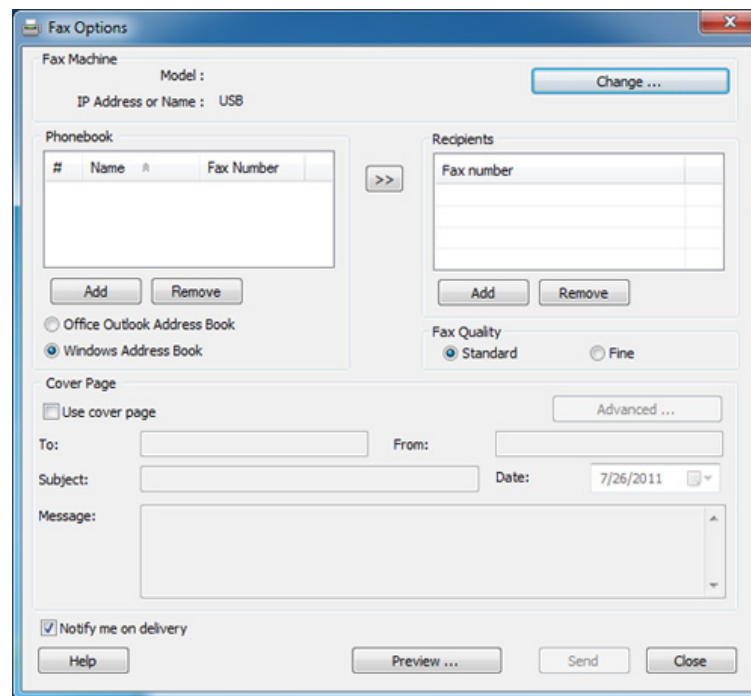 Fax Options
Fax Machine
Model :
Change ...
IP Address or Name : USB
Phonebook
# Name Fax Number
>>
Add Remove
Office Outlook Address Book
Windows Address Book
Recipients
Fax number
Add Remove
Fax Quality
Standard Fine
Cover Page
Use cover page
Advanced ...
To: From:
Subject: Date: 7/26/2011
Message:
Notify me on delivery
Help Preview ... Send Close